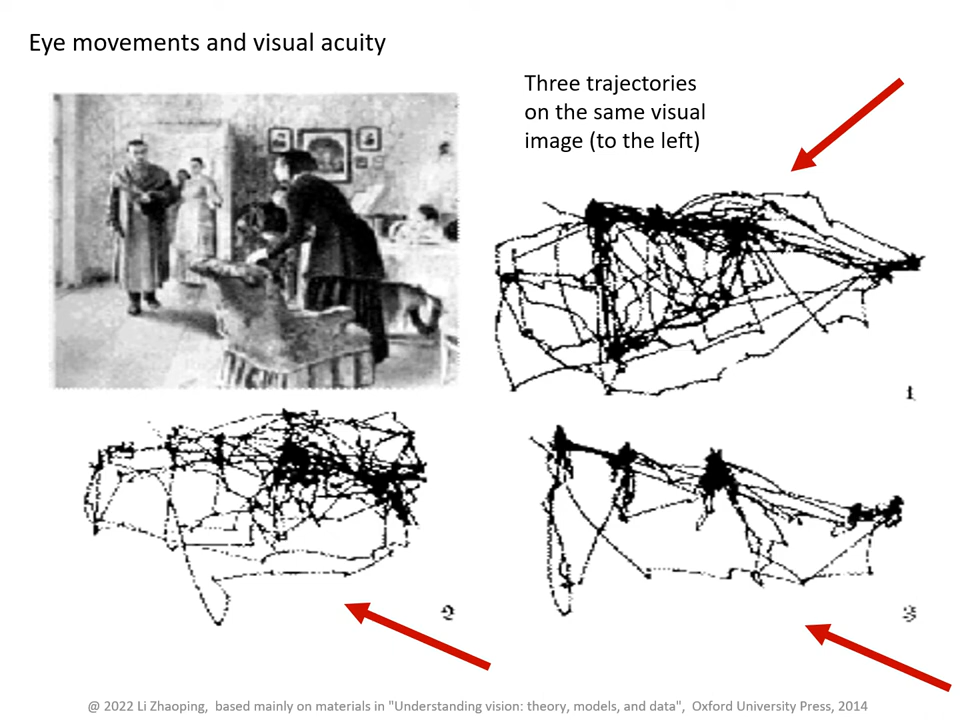 Eye movements and visual acuity
Three trajectories
on the same visual
image (to the left)
1
2
3
@ 2022 Li Zhaoping, based mainly on materials in "Understanding vision: theory, models, and data", Oxford University Press, 2014